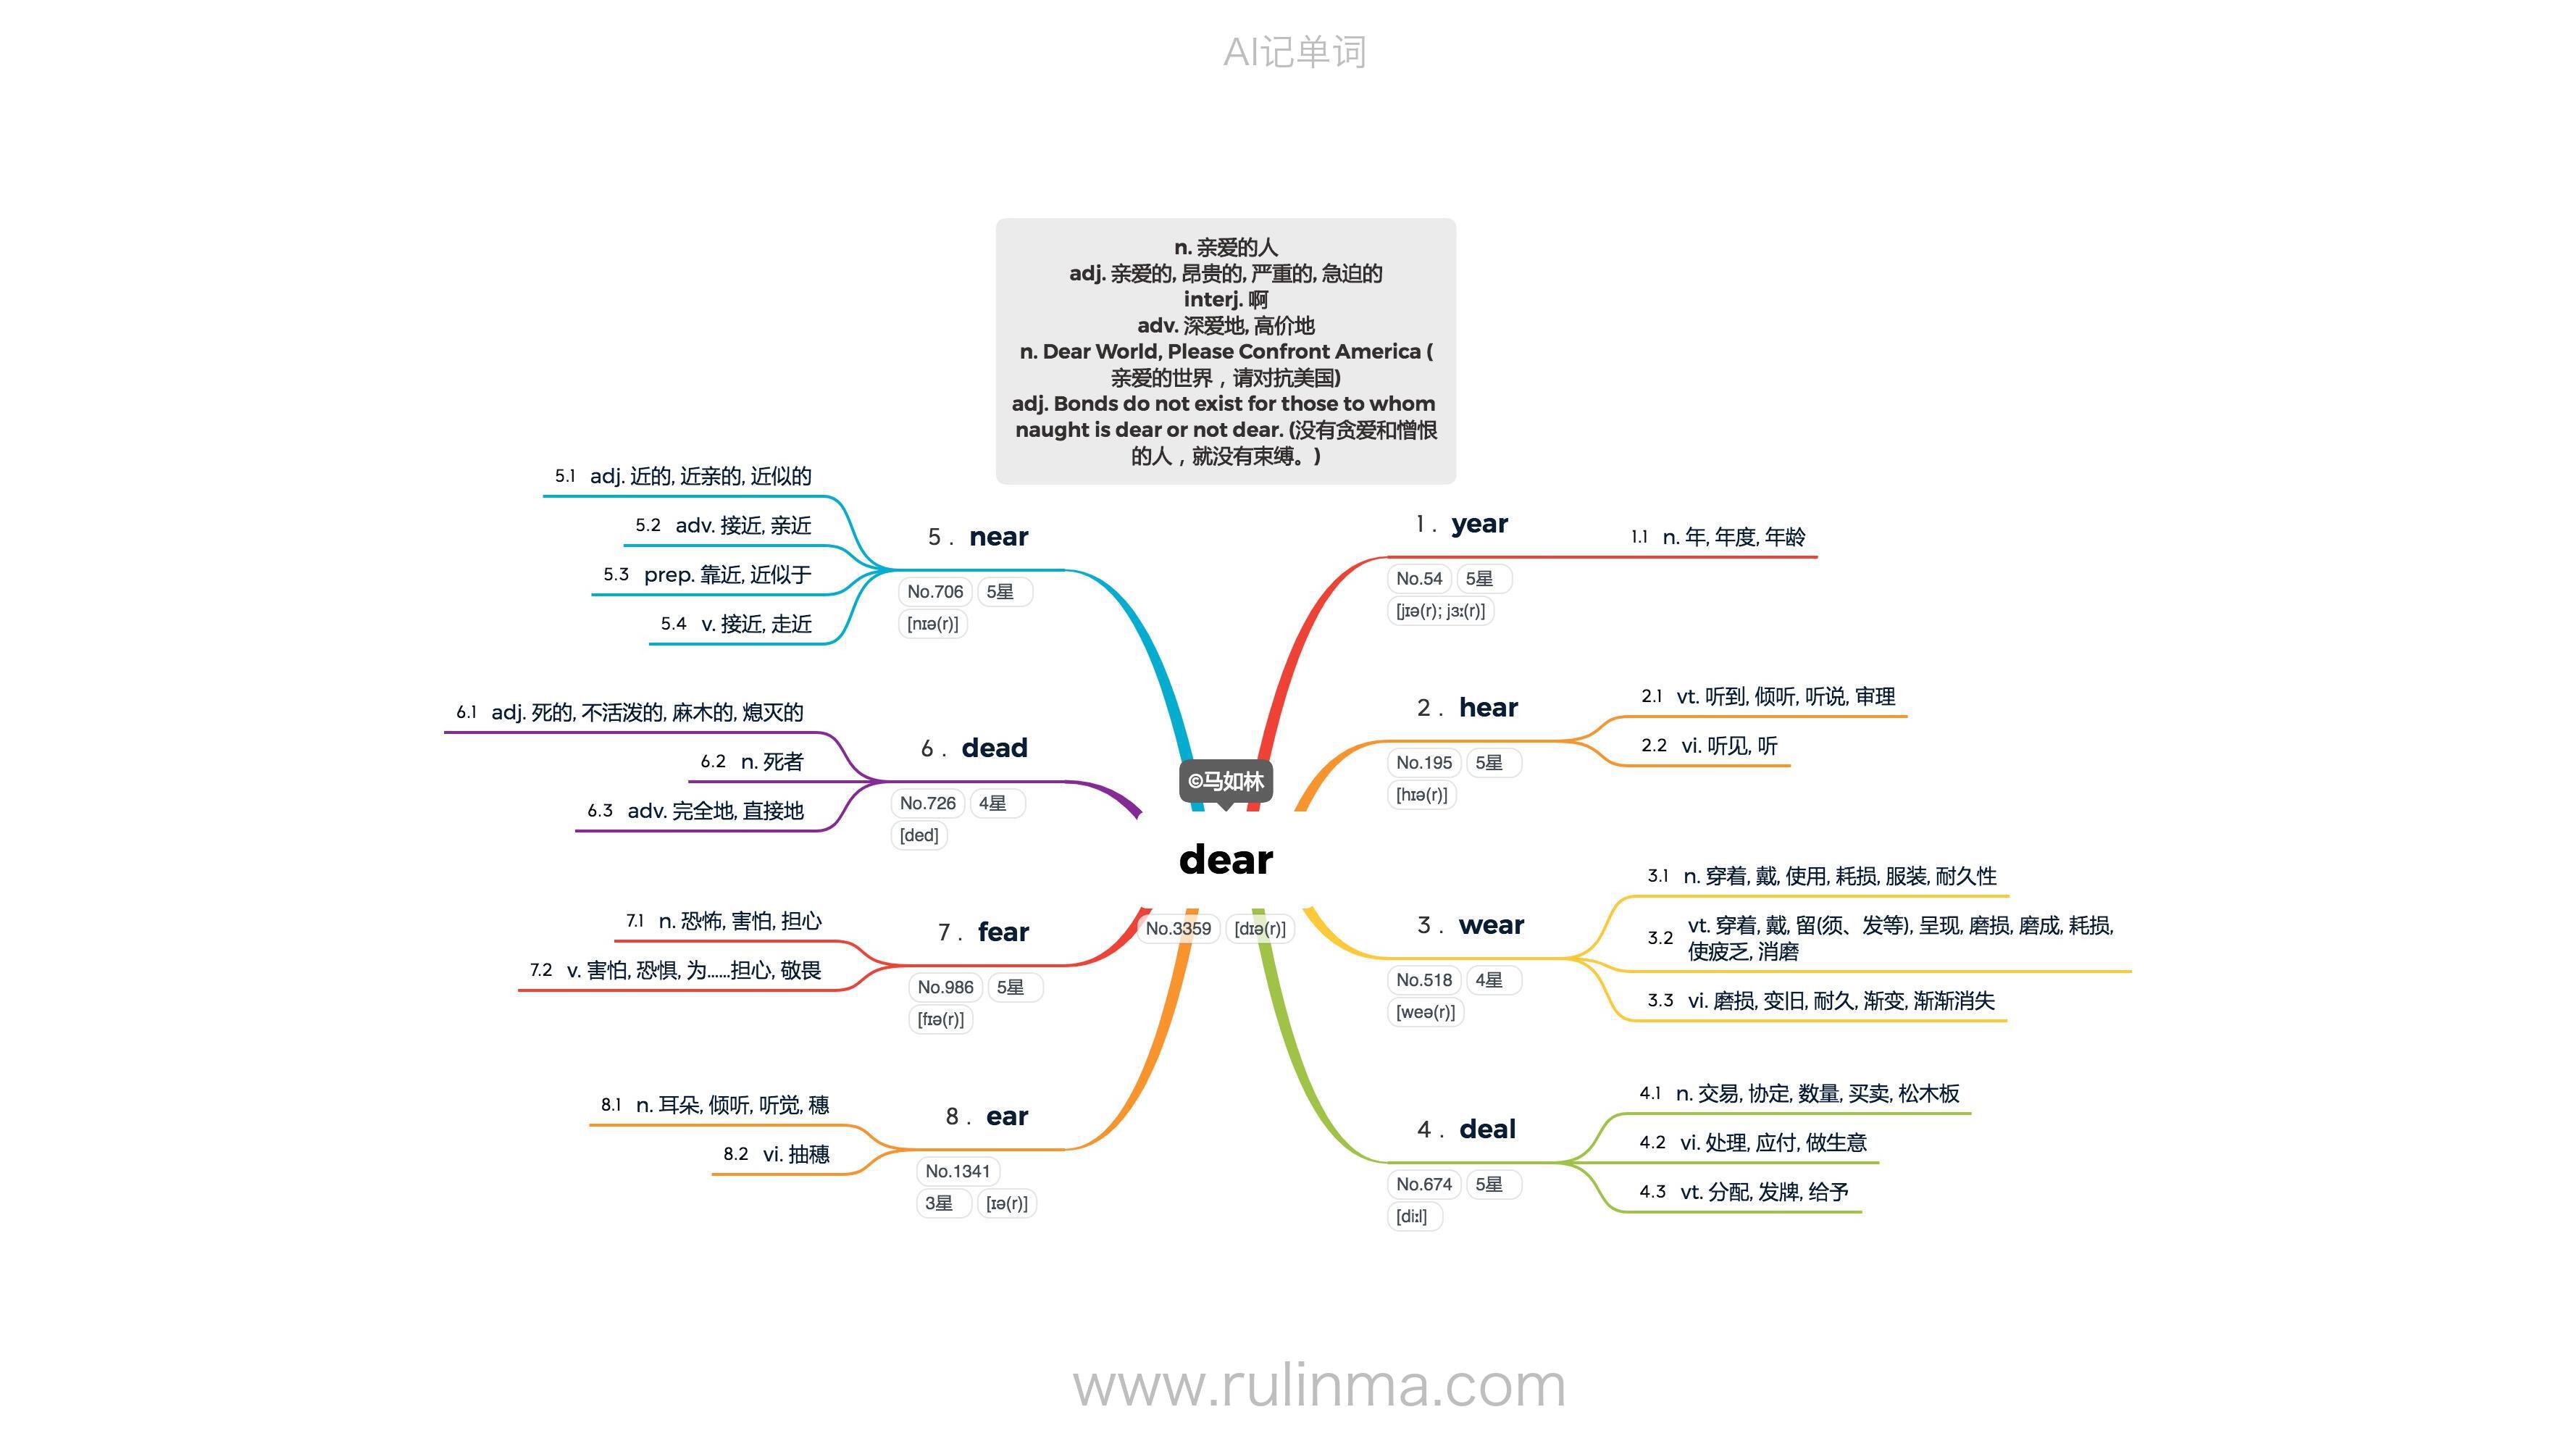 AI记单词
n. 亲爱的人
adj. 亲爱的, 昂贵的, 严重的, 急迫的
interj. 啊
adv. 深爱地, 高价地
n. Dear World, Please Confront America (
亲爱的世界，请对抗美国)
adj. Bonds do not exist for those to whom
naught is dear or not dear. (没有贪爱和憎恨
的人，就没有束缚。)
©马如林
dear
No.3359 [dɪə(r)]
1. year
No.54 5星
[jɪə(r); jɜː(r)]
1.1 n. 年, 年度, 年龄
2. hear
No.195 5星
[hɪə(r)]
2.1 vt. 听到, 倾听, 听说, 审理
2.2 vi. 听见, 听
3. wear
No.518 4星
[weə(r)]
3.1 n. 穿着, 戴, 使用, 耗损, 服装, 耐久性
3.2 vt. 穿着, 戴, 留(须、发等), 呈现, 磨损, 磨成, 耗损,
使疲乏, 消磨
3.3 vi. 磨损, 变旧, 耐久, 渐变, 渐渐消失
4. deal
No.674 5星
[diːl]
4.1 n. 交易, 协定, 数量, 买卖, 松木板
4.2 vi. 处理, 应付, 做生意
4.3 vt. 分配, 发牌, 给予
5. near
No.706 5星
[nɪə(r)]
5.1 adj. 近的, 近亲的, 近似的
5.2 adv. 接近, 亲近
5.3 prep. 靠近, 近似于
5.4 v. 接近, 走近
6. dead
No.726 4星
[ded]
6.1 adj. 死的, 不活泼的, 麻木的, 熄灭的
6.2 n. 死者
6.3 adv. 完全地, 直接地
7. fear
No.986 5星
[fɪə(r)]
7.1 n. 恐怖, 害怕, 担心
7.2 v. 害怕, 恐惧, 为……担心, 敬畏
8. ear
No.1341
3星 [ɪə(r)]
8.1 n. 耳朵, 倾听, 听觉, 穗
8.2 vi. 抽穗
www.rulinma.com